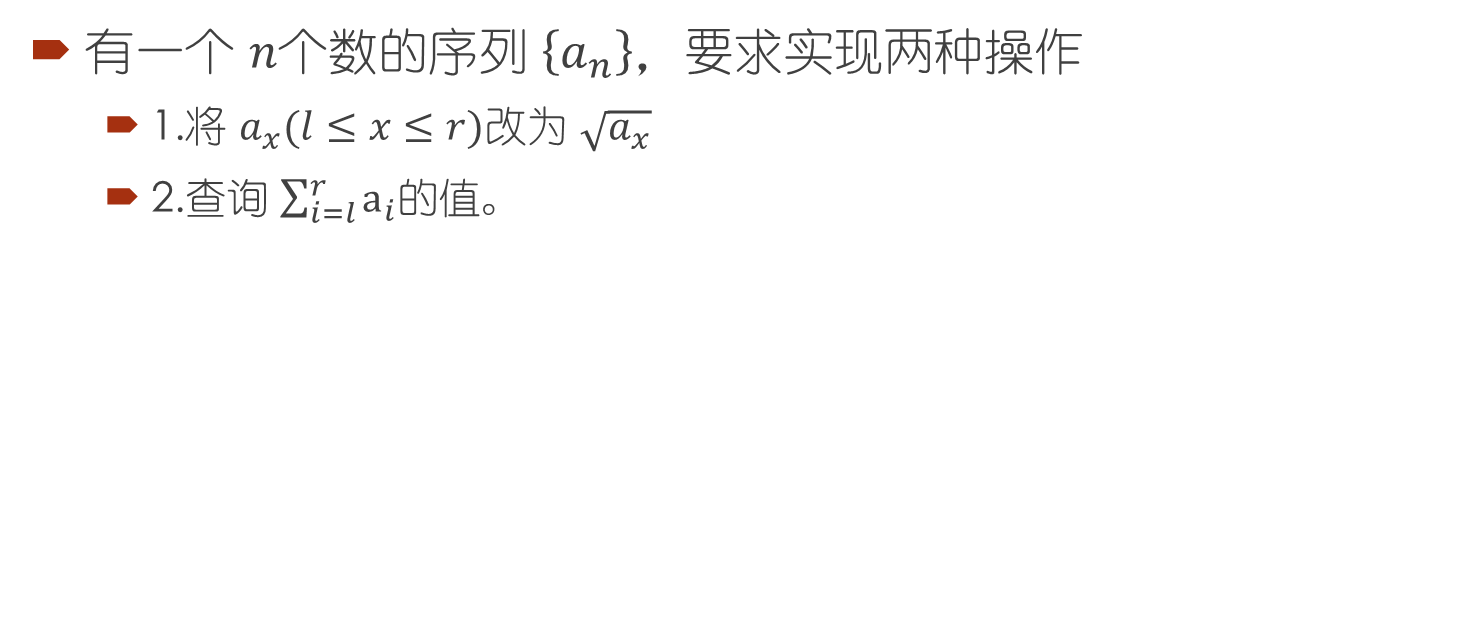 有一个 n个数的序列 {aₙ}，要求实现两种操作
1.将 aₓ(l ≤ x ≤ r)改为 √aₓ
2.查询 ∑ʳᵢ₌ₗ aᵢ的值。